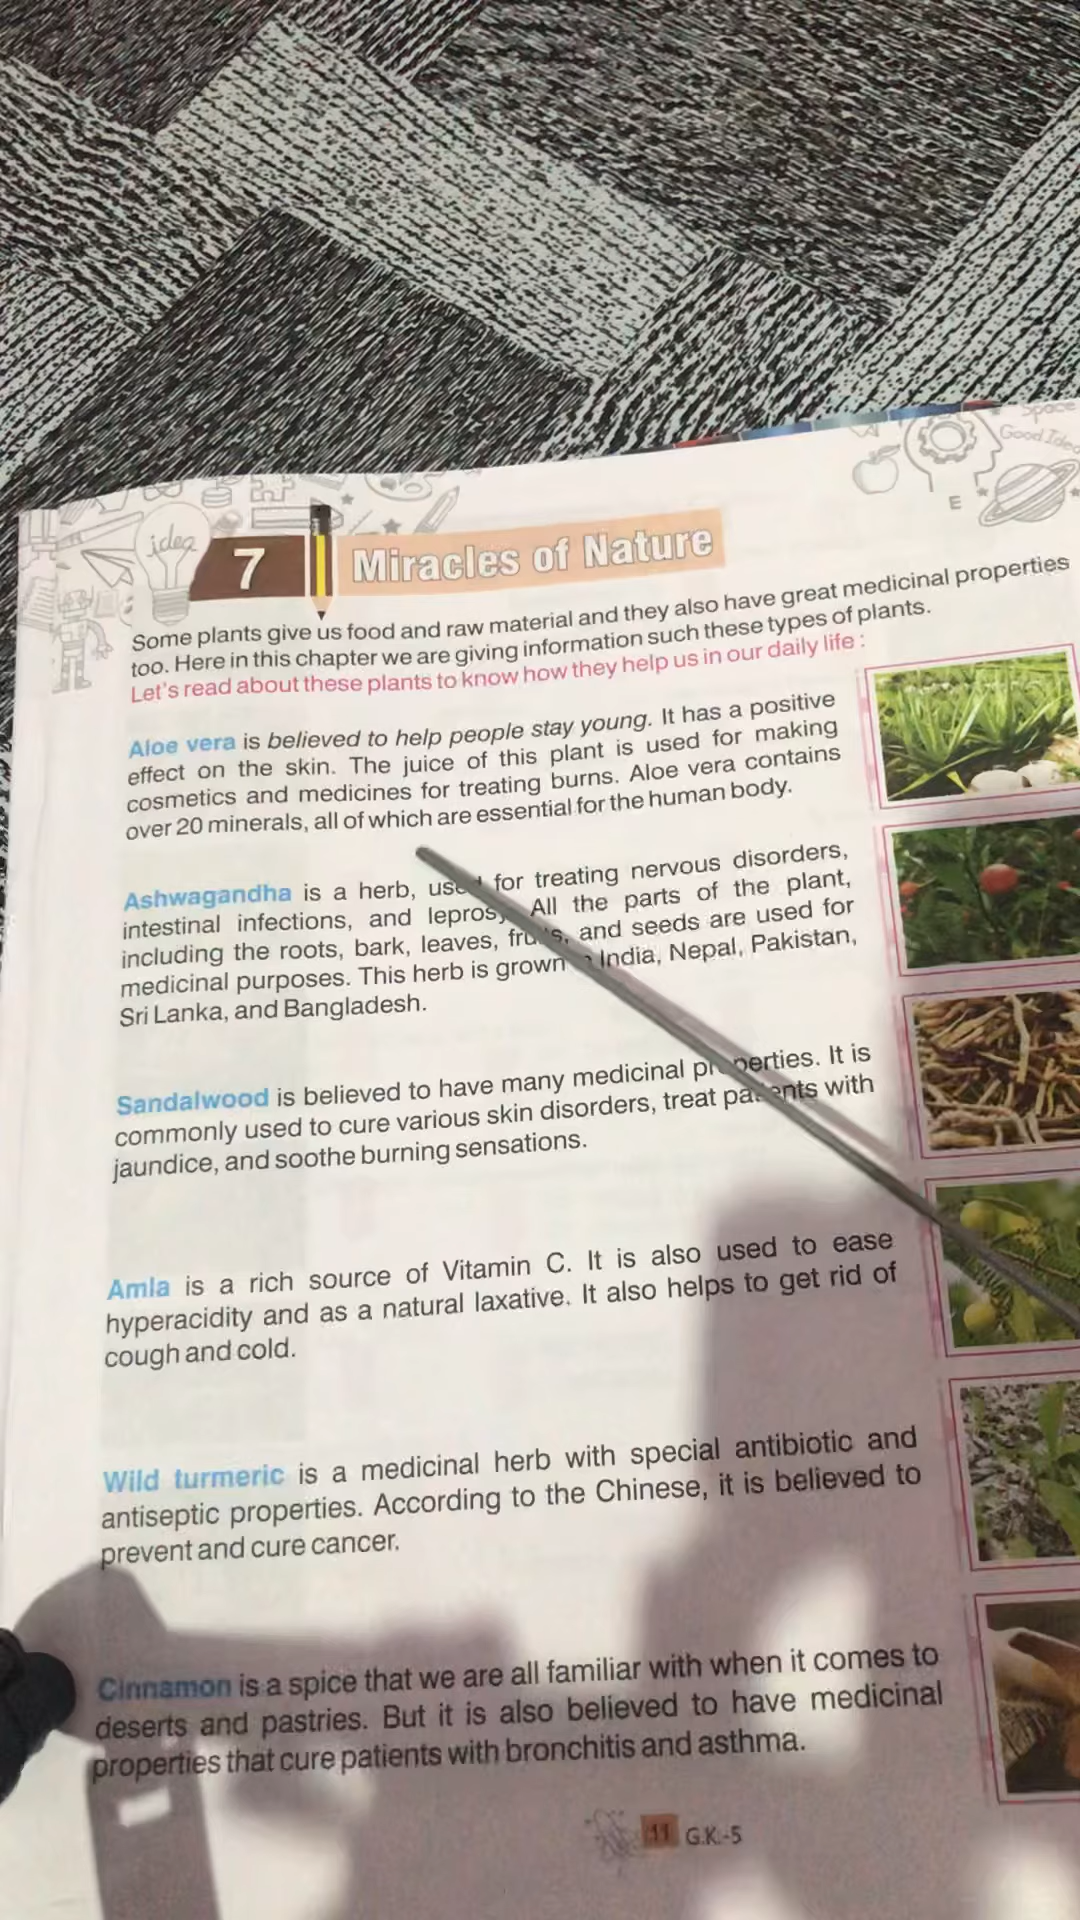 Space
Good Idea
E
idea
7
Miracles of Nature
Some plants give us food and raw material and they also have great medicinal properties
too. Here in this chapter we are giving information such these types of plants.
Let's read about these plants to know how they help us in our daily life :
Aloe vera is believed to help people stay young. It has a positive
effect on the skin. The juice of this plant is used for making
cosmetics and medicines for treating burns. Aloe vera contains
over 20 minerals, all of which are essential for the human body.
Ashwagandha is a herb, used for treating nervous disorders,
intestinal infections, and leprosy. All the parts of the plant,
including the roots, bark, leaves, fruits, and seeds are used for
medicinal purposes. This herb is grown India, Nepal, Pakistan,
Sri Lanka, and Bangladesh.
Sandalwood is believed to have many medicinal properties. It is
commonly used to cure various skin disorders, treat patients with
jaundice, and soothe burning sensations.
Amla is a rich source of Vitamin C. It is also used to ease
hyperacidity and as a natural laxative. It also helps to get rid of
cough and cold.
Wild turmeric is a medicinal herb with special antibiotic and
antiseptic properties. According to the Chinese, it is believed to
prevent and cure cancer.
Cinnamon is a spice that we are all familiar with when it comes to
deserts and pastries. But it is also believed to have medicinal
properties that cure patients with bronchitis and asthma.
11 G.K.-5